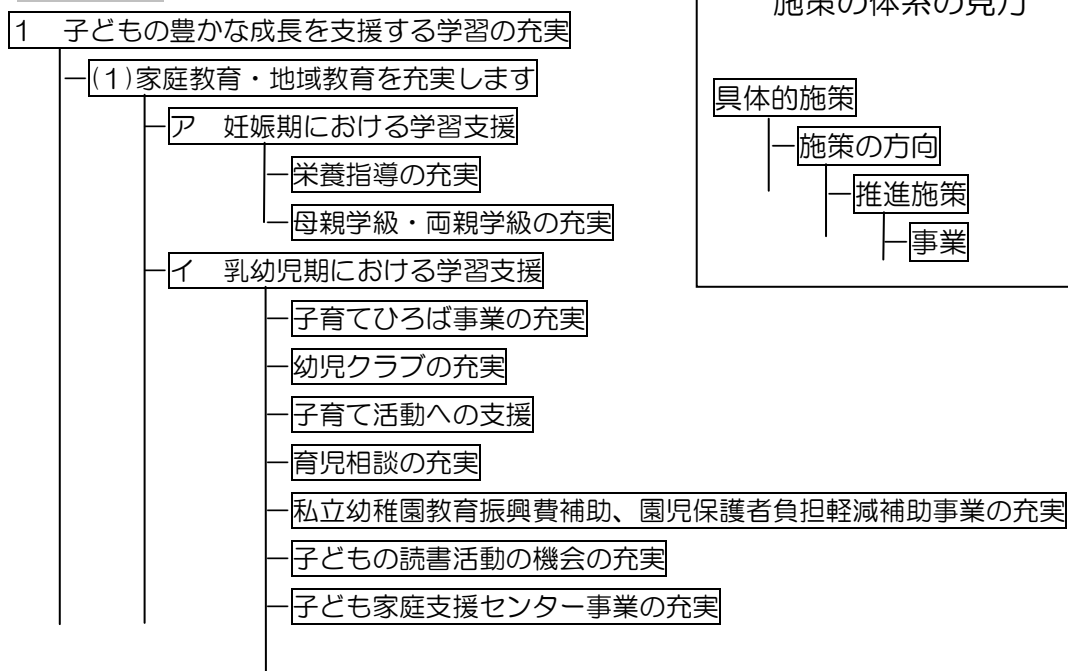 施策の体系の見方
1 子どもの豊かな成長を支援する学習の充実
(1)家庭教育・地域教育を充実します
ア 妊娠期における学習支援
栄養指導の充実
母親学級・両親学級の充実
イ 乳幼児期における学習支援
子育てひろば事業の充実
幼児クラブの充実
子育て活動への支援
育児相談の充実
私立幼稚園教育振興費補助、園児保護者負担軽減補助事業の充実
子どもの読書活動の機会の充実
子ども家庭支援センター事業の充実
具体的施策
施策の方向
推進施策
事業